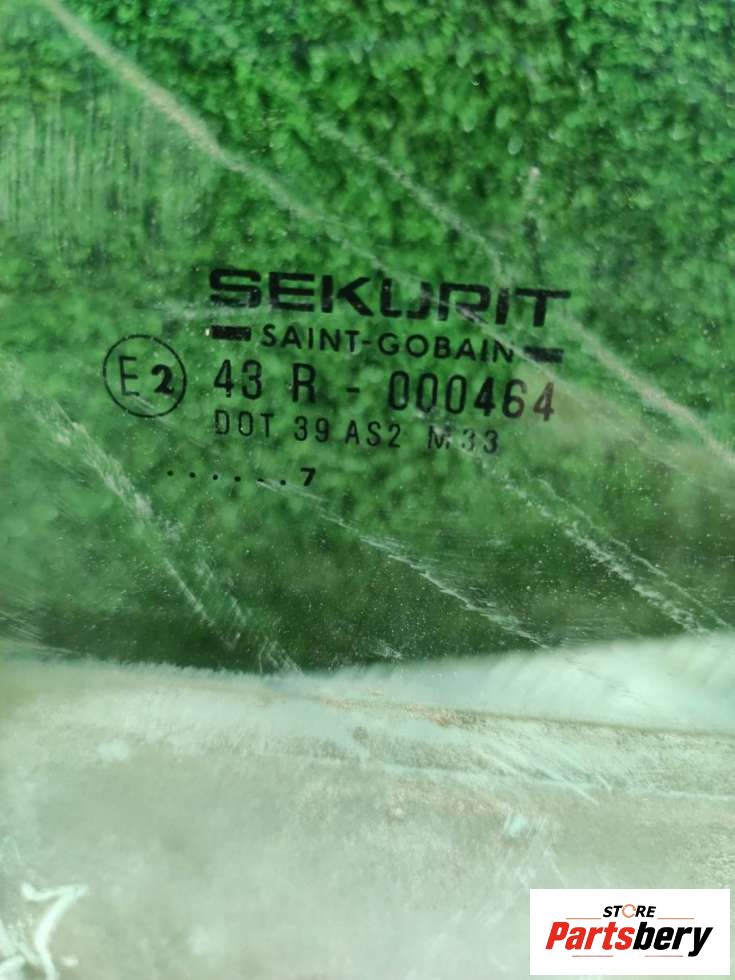 SEKURIT
SAINT-GOBAIN
E2 43 R - 000464
DOT 39 AS2 M33
. . . . . . 7
STORE
Partsbery